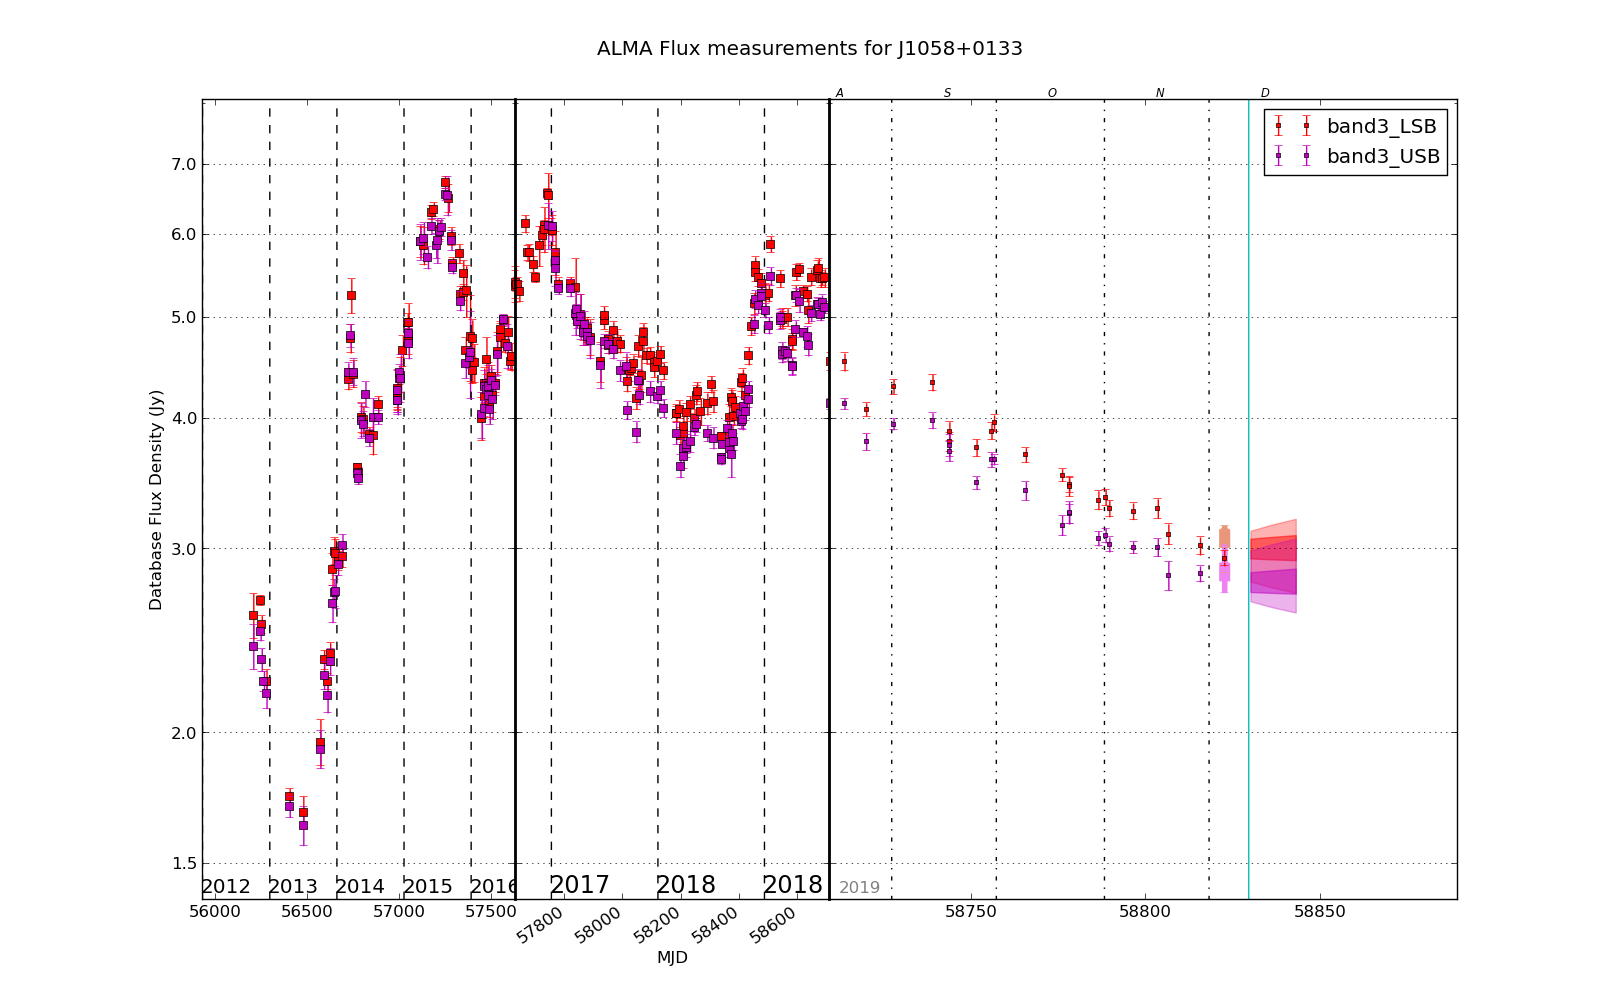 ALMA Flux measurements for J1058+0133
A S O N D
band3_LSB
band3_USB
7.0
6.0
5.0
4.0
3.0
2.0
1.5
Database Flux Density (Jy)
2012 2013 2014 2015 2016 2017 2018 2018 2019
56000 56500 57000 57500 57800 58000 58200 58400 58600 58750 58800 58850
MJD